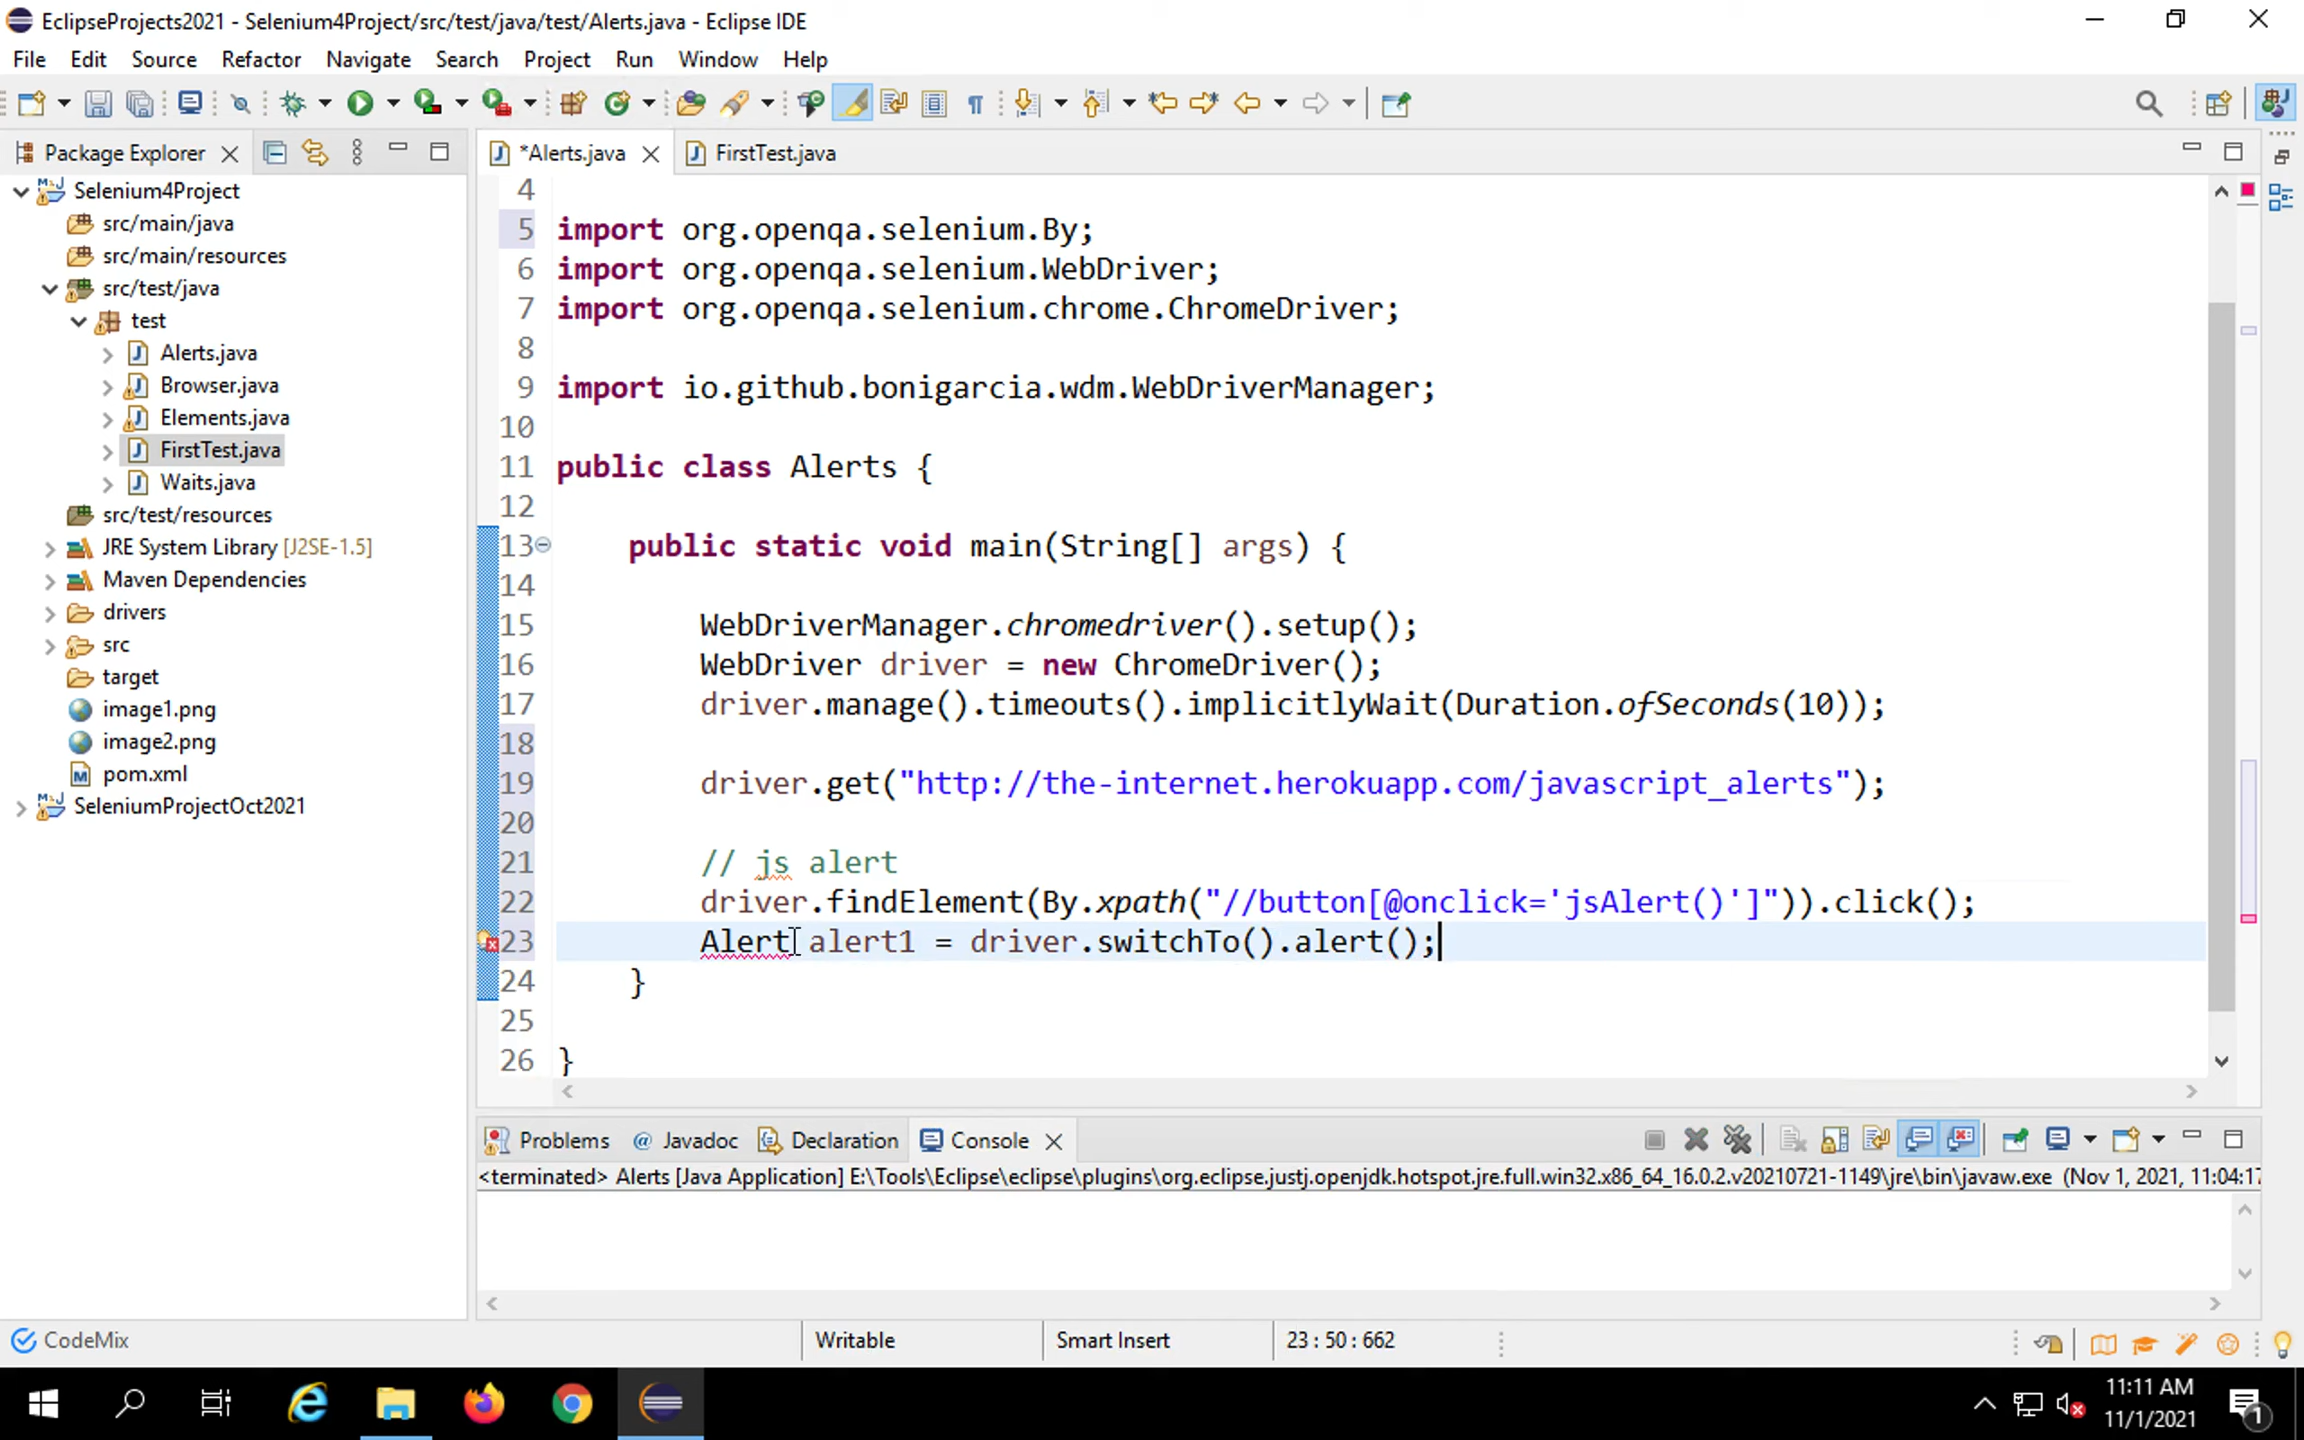 EclipseProjects2021 - Selenium4Project/src/test/java/test/Alerts.java - Eclipse IDE
File Edit Source Refactor Navigate Search Project Run Window Help
Package Explorer
*Alerts.java
FirstTest.java
Selenium4Project
src/main/java
src/main/resources
src/test/java
test
Alerts.java
Browser.java
Elements.java
FirstTest.java
Waits.java
src/test/resources
JRE System Library [J2SE-1.5]
Maven Dependencies
drivers
src
target
image1.png
image2.png
pom.xml
SeleniumProjectOct2021
4
5 import org.openqa.selenium.By;
6 import org.openqa.selenium.WebDriver;
7 import org.openqa.selenium.chrome.ChromeDriver;
8
9 import io.github.bonigarcia.wdm.WebDriverManager;
10
11 public class Alerts {
12
13 public static void main(String[] args) {
14
15 WebDriverManager.chromedriver().setup();
16 WebDriver driver = new ChromeDriver();
17 driver.manage().timeouts().implicitlyWait(Duration.ofSeconds(10));
18
19 driver.get("http://the-internet.herokuapp.com/javascript_alerts");
20
21 // js alert
22 driver.findElement(By.xpath("//button[@onclick='jsAlert()']")).click();
23 Alert alert1 = driver.switchTo().alert();
24 }
25
26 }
Problems @ Javadoc Declaration Console
<terminated> Alerts [Java Application] E:\Tools\Eclipse\eclipse\plugins\org.eclipse.justj.openjdk.hotspot.jre.full.win32.x86_64_16.0.2.v20210721-1149\jre\bin\javaw.exe (Nov 1, 2021, 11:04:17
CodeMix
Writable
Smart Insert
23 : 50 : 662
11:11 AM
11/1/2021
1